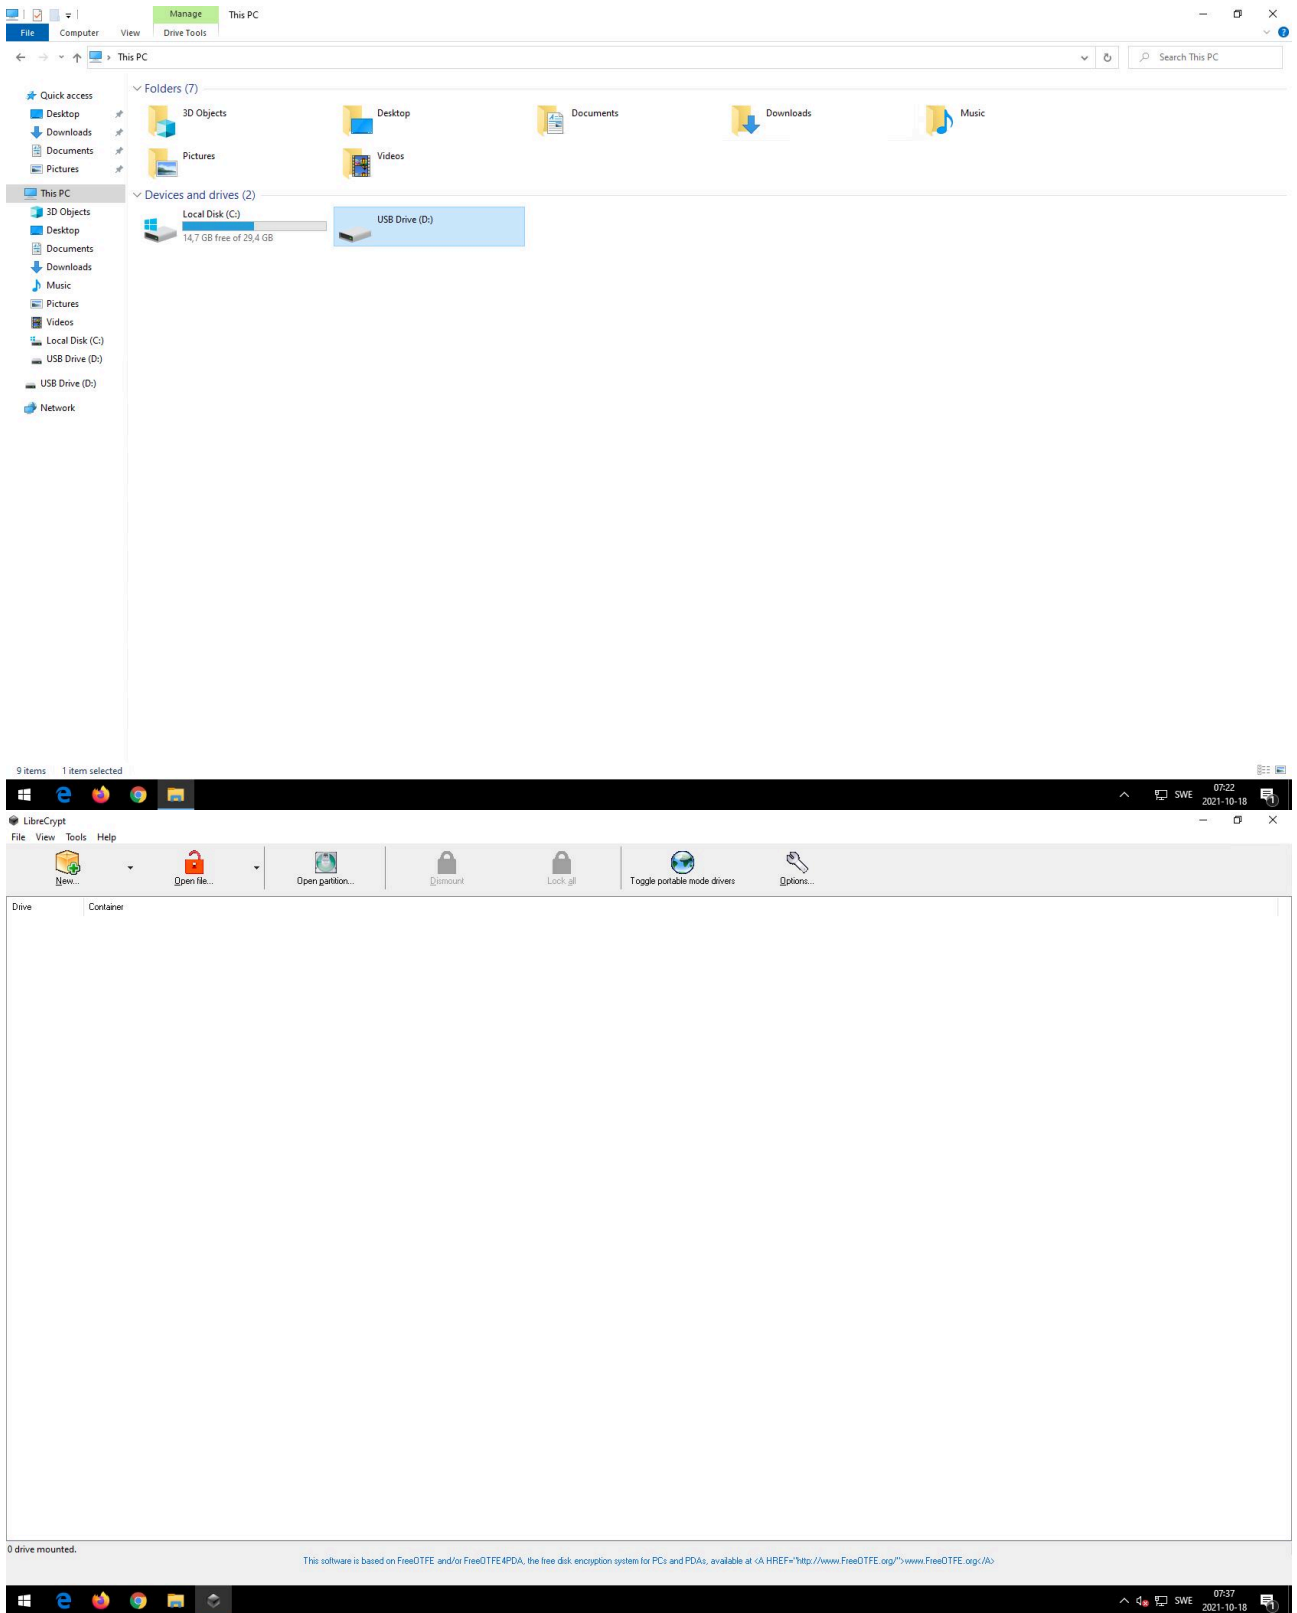 Manage This PC
File Computer View Drive Tools
This PC
Search This PC
Quick access
Desktop
Downloads
Documents
Pictures
This PC
3D Objects
Desktop
Documents
Downloads
Music
Pictures
Videos
Local Disk (C:)
USB Drive (D:)
USB Drive (D:)
Network
Folders (7)
3D Objects Desktop Documents Downloads Music
Pictures Videos
Devices and drives (2)
Local Disk (C:) USB Drive (D:)
14,7 GB free of 29,4 GB
9 items 1 item selected
SWE 07:22
2021-10-18
LibreCrypt
File View Tools Help
New... Open file... Open partition... Dismount Lock all Toggle portable mode drivers Options...
Drive Container
0 drive mounted.
This software is based on FreeOTFE and/or FreeOTFE4PDA, the free disk encryption system for PCs and PDAs, available at <A HREF="http://www.FreeOTFE.org/">www.FreeOTFE.org</A>
SWE 07:37
2021-10-18